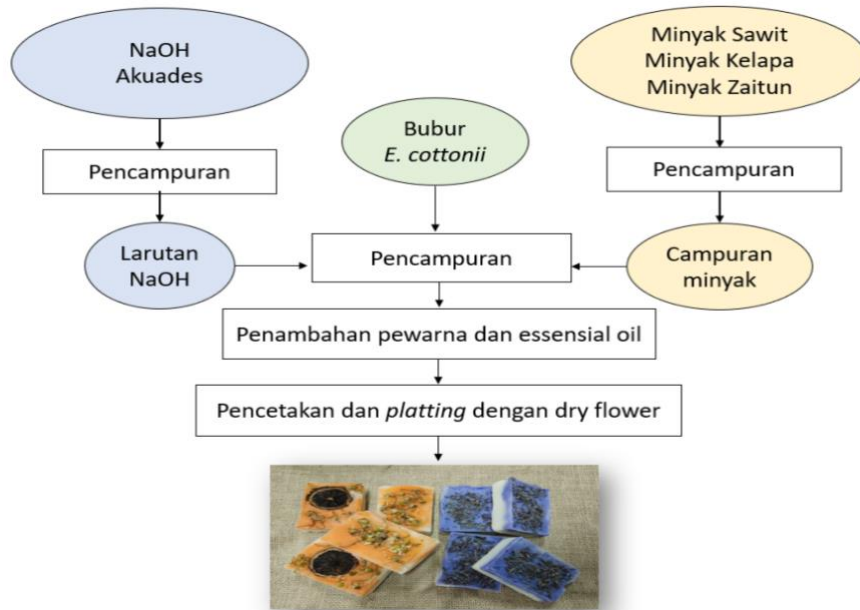 NaOH
Akuades
Minyak Sawit
Minyak Kelapa
Minyak Zaitun
Bubur
E. cottonii
Pencampuran
Pencampuran
Larutan
NaOH
Pencampuran
Campuran
minyak
Penambahan pewarna dan essensial oil
Pencetakan dan platting dengan dry flower